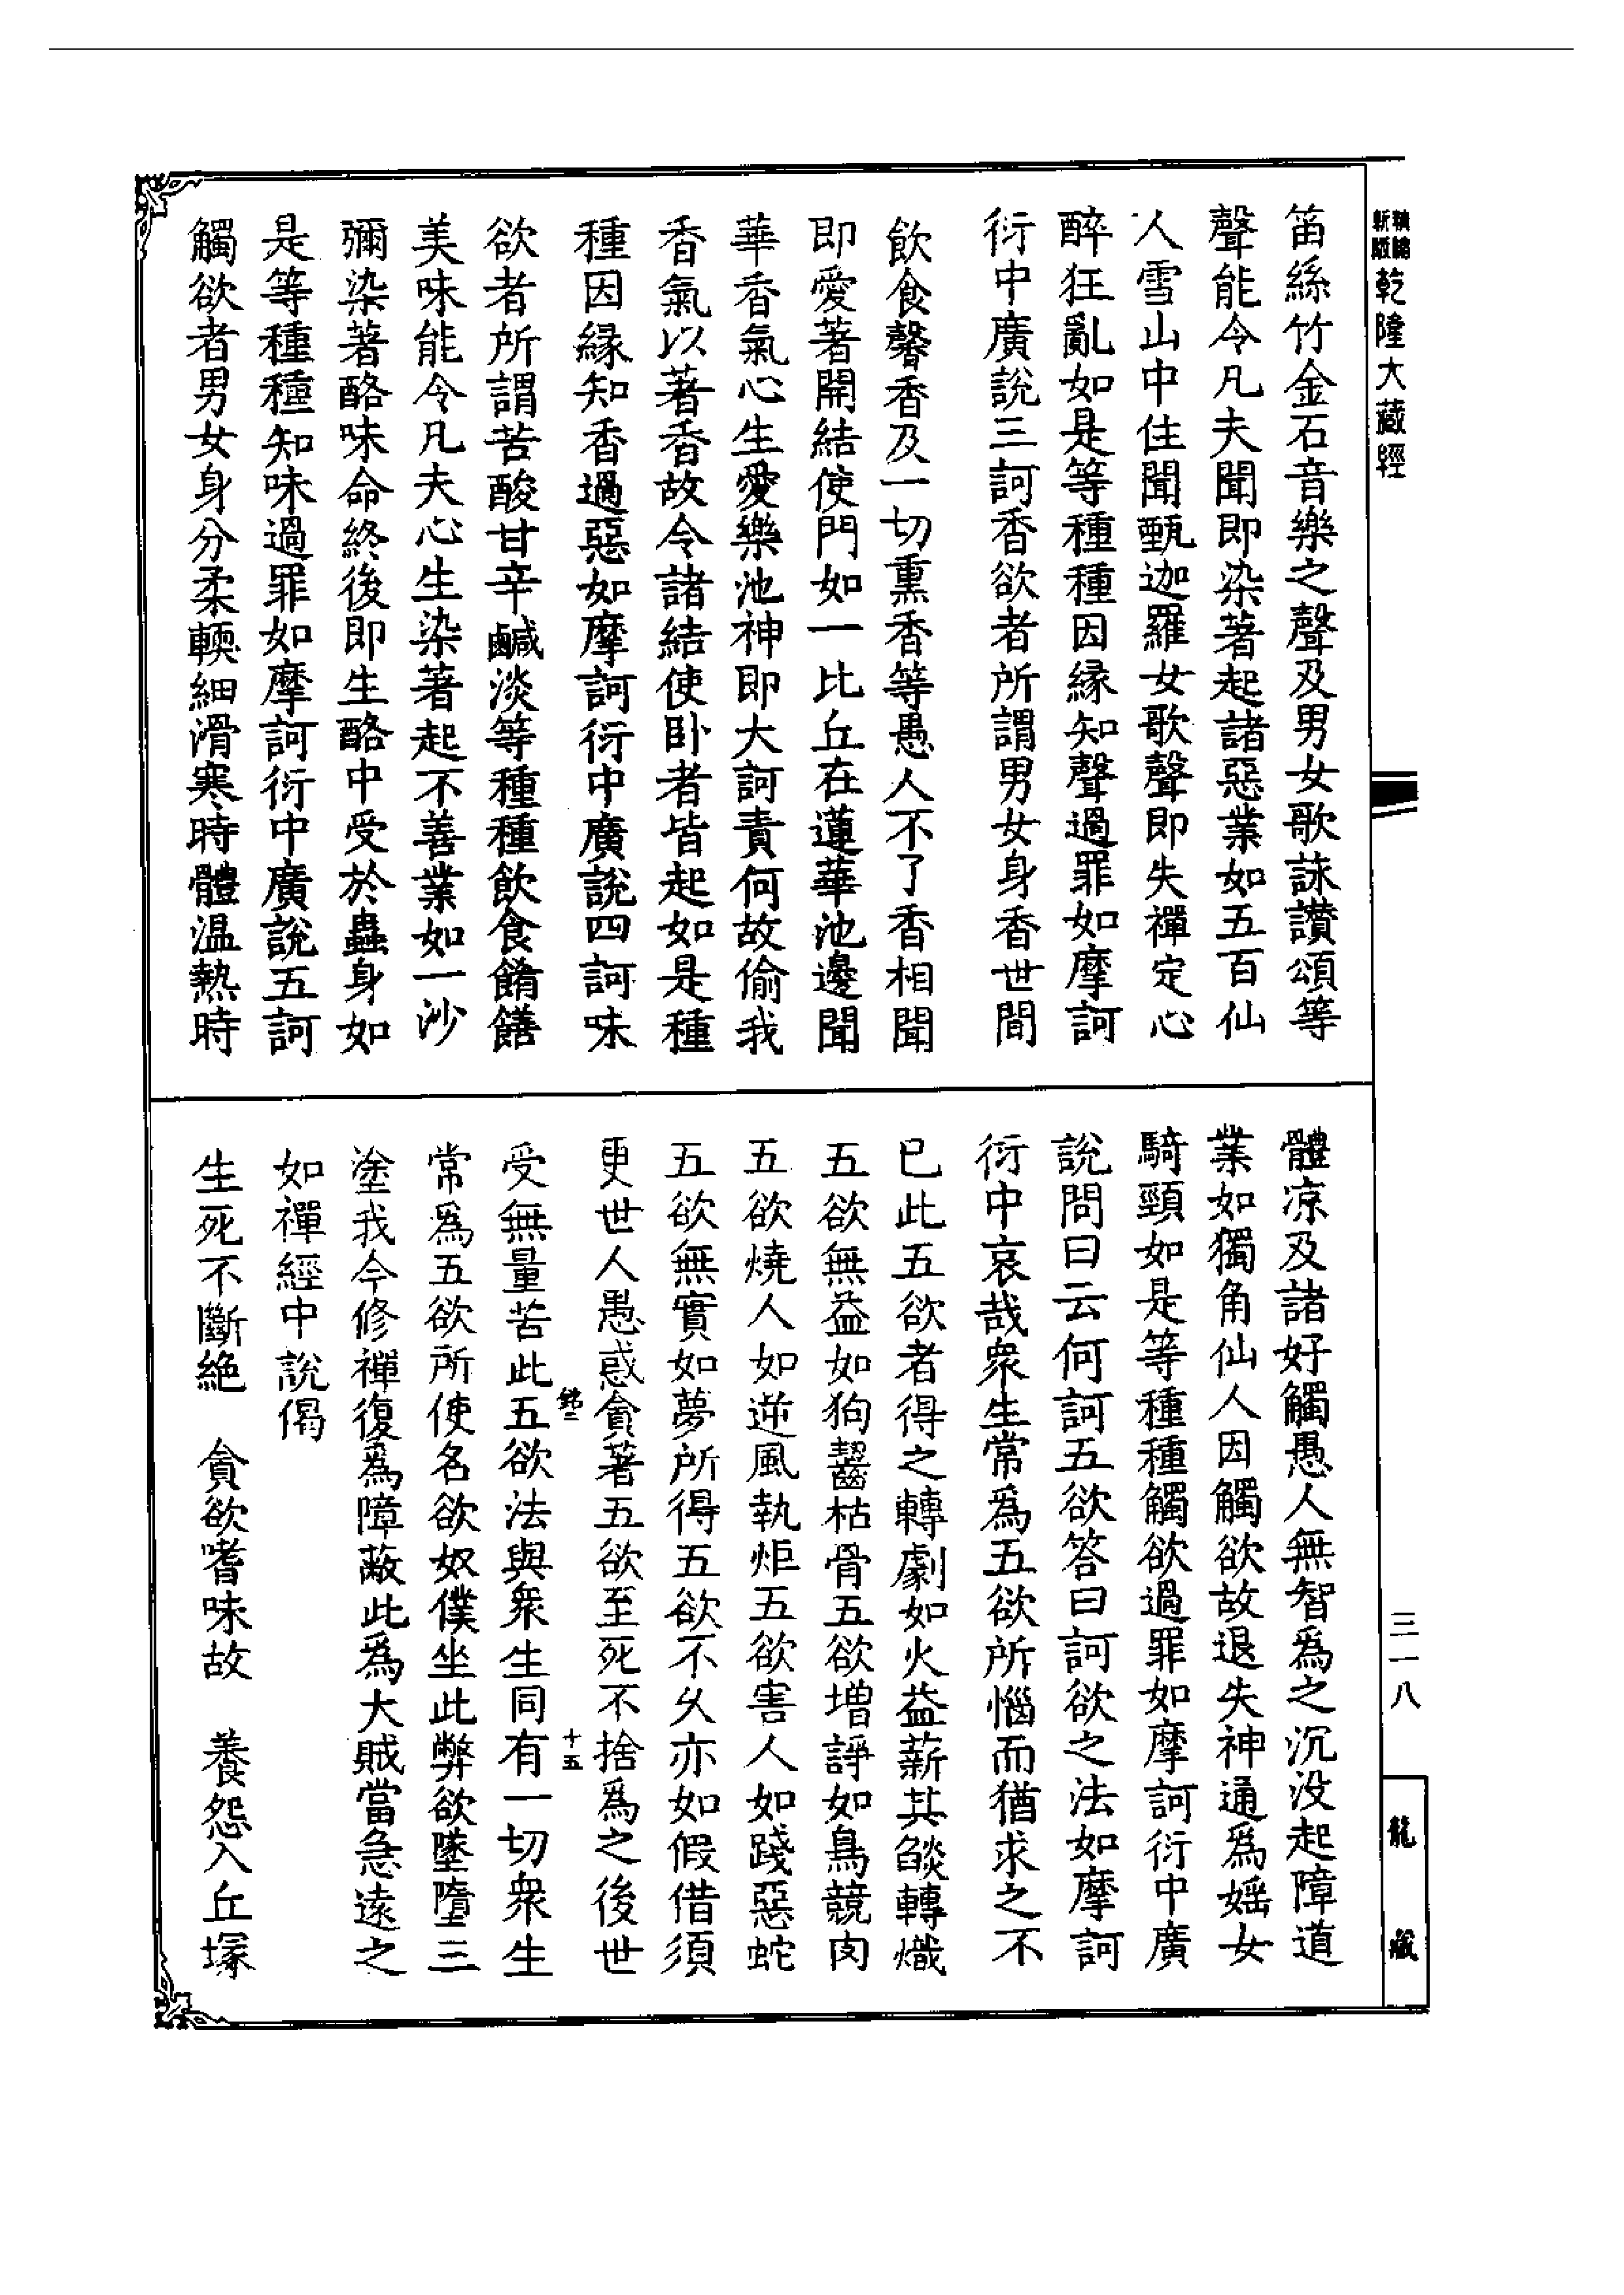 新版精縮乾隆大藏經
笛絲竹金石音樂之聲及男女歌詠讃頌等
聲能令凡夫聞即染著起諸惡業如五百仙
人雪山中住聞甄迦羅女歌聲即失禪定心
醉狂亂如是等種種因縁知聲過罪如摩訶
衍中廣說三訶香欲者所謂男女身香世間
飲食馨香及一切熏香等愚人不了香相聞
即愛著開結使門如一比丘在蓮華池邊聞
華香氣心生愛樂池神即大訶責何故偷我
香氣以著香故令諸結使卧者皆起如是種
種因縁知香過惡如摩訶衍中廣說四訶味
欲者所謂苦酸甘辛鹹淡等種種飲食餚饍
美味能令凡夫心生染著起不善業如一沙
彌染著酪味命終後即生酪中受於蟲身如
是等種種知味過罪如摩訶衍中廣說五訶
觸欲者男女身分柔輭細滑寒時體温熱時
體凉及諸好觸愚人無智爲之沉没起障道
業如獨角仙人因觸欲故退失神通爲婬女
騎頸如是等種種觸欲過罪如摩訶衍中廣
說問曰云何訶五欲答曰訶欲之法如摩訶
衍中哀哉衆生常爲五欲所惱而猶求之不
已此五欲者得之轉劇如火益薪其燄轉熾
五欲無益如狗齧枯骨五欲增諍如鳥競肉
五欲燒人如逆風執炬五欲害人如踐惡蛇
五欲無實如夢所得五欲不乆亦如假借須
更世人愚惑貪著五欲至死不捨爲之後世
十五
受無量苦此五欲法與衆生同有一切衆生
常爲五欲所使名欲奴僕坐此弊欲墜墮三
塗我今修禪復爲障蔽此爲大賊當急遠之
如禪經中說偈
生死不斷絶　貪欲嗜味故　養怨入丘塚
三一八
龍藏